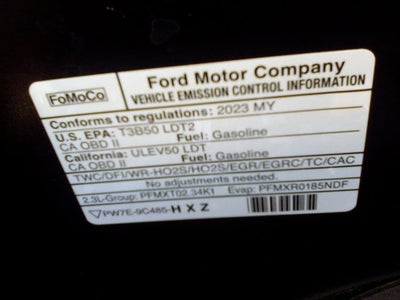 FoMoCo
Ford Motor Company
VEHICLE EMISSION CONTROL INFORMATION
Conforms to regulations: 2023 MY
U.S. EPA: T3B50 LDT2 Fuel: Gasoline
CA OBD II
California: ULEV50 LDT Fuel: Gasoline
CA OBD II
TWC/DFI/WR-HO2S/HO2S/EGR/EGRC/TC/CAC
No adjustments needed.
2.3L-Group: PFMXT02.34K1 Evap: PFMXR0185NDF
PW7E-9C485-HXZ